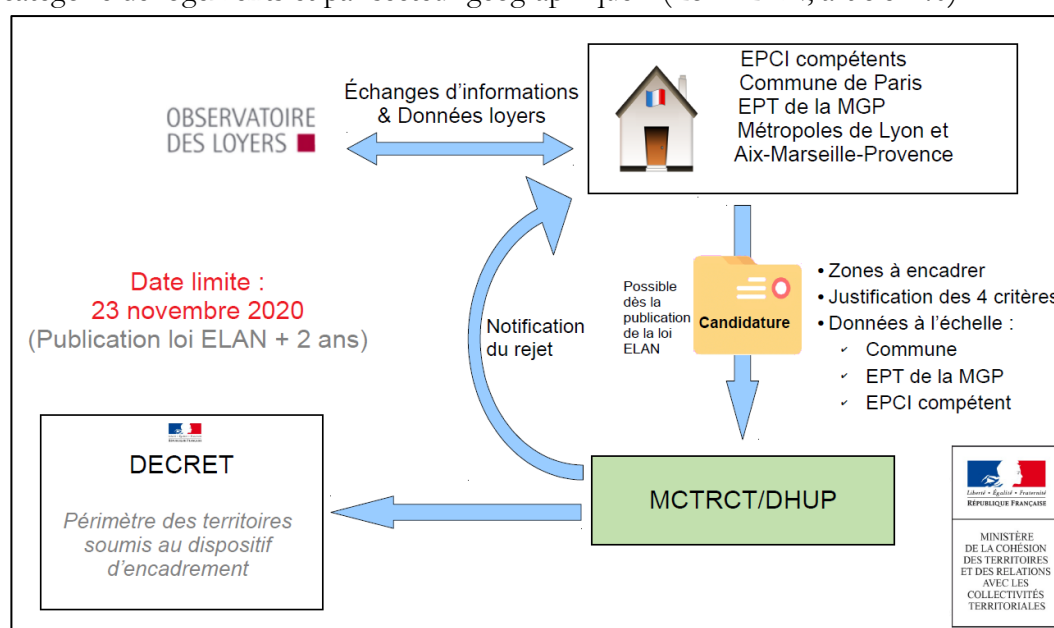 OBSERVATOIRE
DES LOYERS
Échanges d'informations
& Données loyers
EPCI compétents
Commune de Paris
EPT de la MGP
Métropoles de Lyon et
Aix-Marseille-Provence
Date limite :
23 novembre 2020
(Publication loi ELAN + 2 ans)
Notification
du rejet
Possible
dès la
publication
de la loi
ELAN
Candidature
• Zones à encadrer
• Justification des 4 critères
• Données à l'échelle :
✓ Commune
✓ EPT de la MGP
✓ EPCI compétent
DECRET
Périmètre des territoires
soumis au dispositif
d'encadrement
MCTRCT/DHUP
Liberté • Égalité • Fraternité
RÉPUBLIQUE FRANÇAISE
MINISTÈRE
DE LA COHÉSION
DES TERRITOIRES
ET DES RELATIONS
AVEC LES
COLLECTIVITÉS
TERRITORIALES